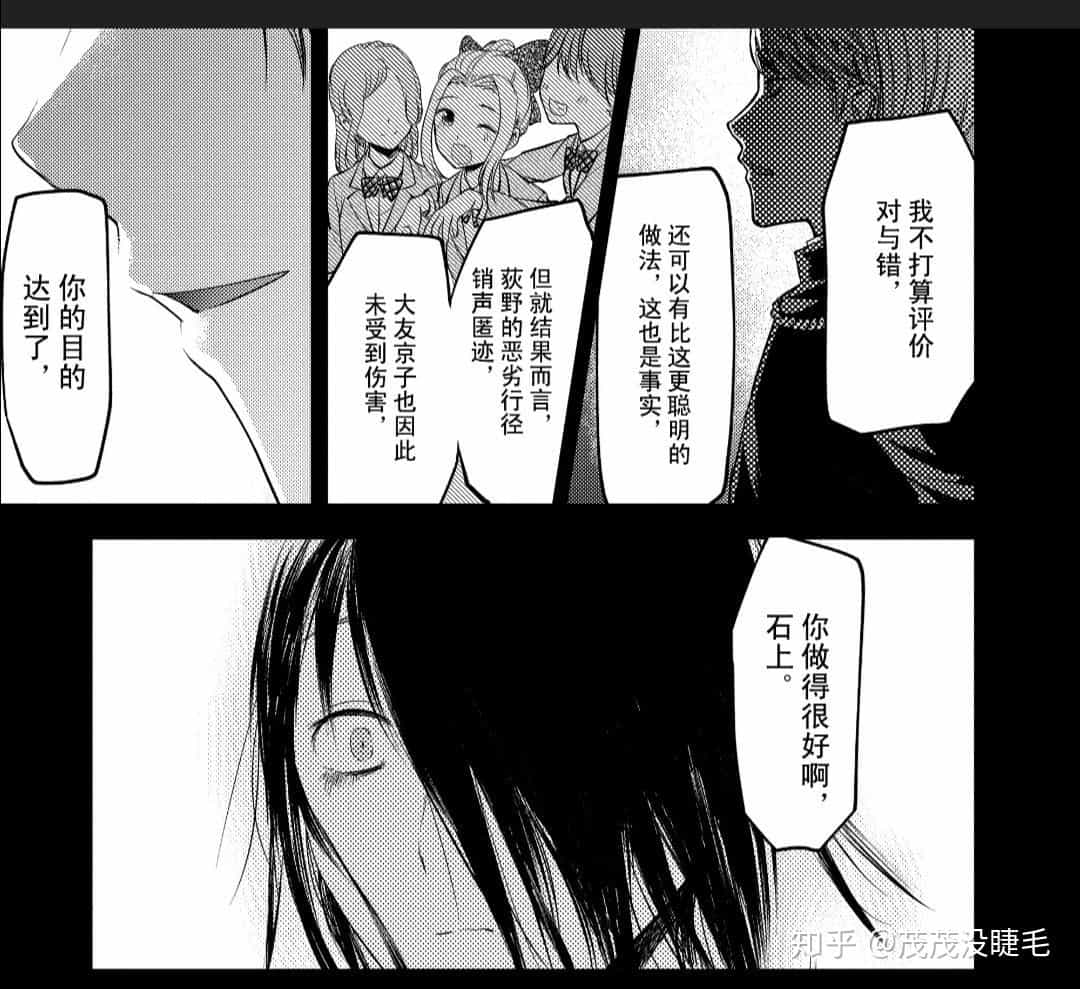 我不打算评价
对与错，
还可以有比这更聪明的
做法，这也是事实，
但就结果而言，
荻野的恶劣行径
销声匿迹，
大友京子也因此
未受到伤害，
你的目的
达到了，
你做得很好啊，
石上。
知乎 @茂茂没睫毛